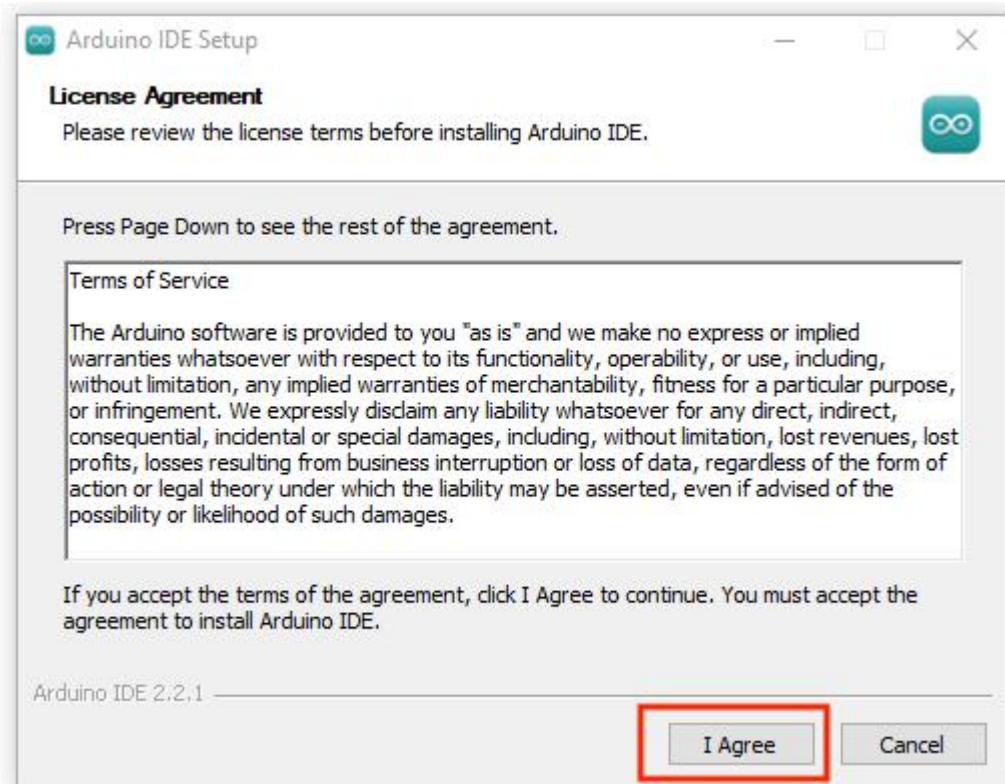 Arduino IDE Setup
License Agreement
Please review the license terms before installing Arduino IDE.
Press Page Down to see the rest of the agreement.
Terms of Service
The Arduino software is provided to you "as is" and we make no express or implied
warranties whatsoever with respect to its functionality, operability, or use, including,
without limitation, any implied warranties of merchantability, fitness for a particular purpose,
or infringement. We expressly disclaim any liability whatsoever for any direct, indirect,
consequential, incidental or special damages, including, without limitation, lost revenues, lost
profits, losses resulting from business interruption or loss of data, regardless of the form of
action or legal theory under which the liability may be asserted, even if advised of the
possibility or likelihood of such damages.
If you accept the terms of the agreement, click I Agree to continue. You must accept the
agreement to install Arduino IDE.
Arduino IDE 2.2.1
I Agree Cancel